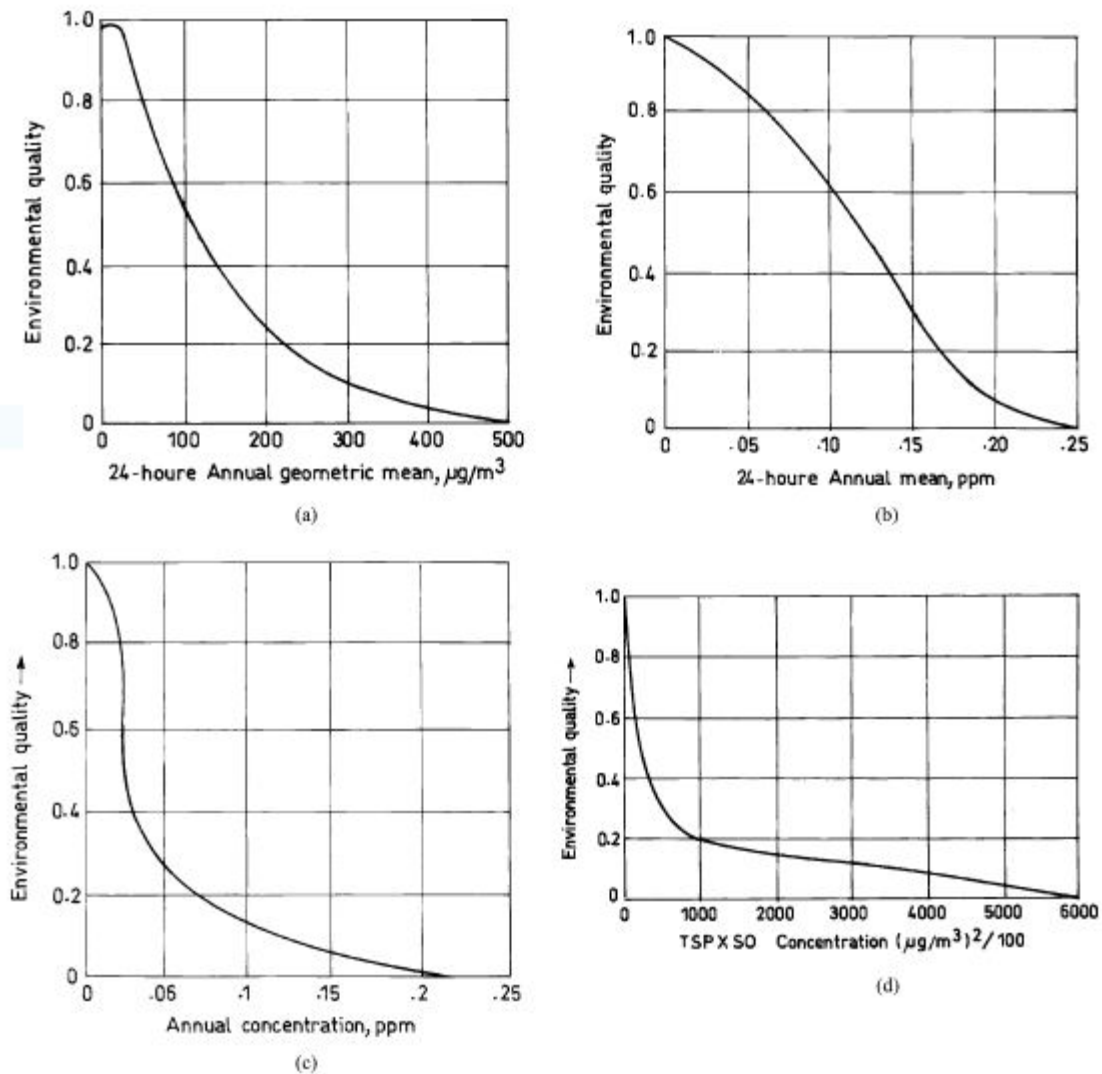 1.0
0.8
0.6
0.4
0.2
0
Environmental quality
0 100 200 300 400 500
24-houre Annual geometric mean, µg/m³
(a)
1.0
0.8
0.6
0.4
0.2
0
Environmental quality
0 .05 .10 .15 .20 .25
24-houre Annual mean, ppm
(b)
1.0
0.8
0.6
0.4
0.2
0
Environmental quality →
0 .05 .1 .15 .2 .25
Annual concentration, ppm
(c)
1.0
0.8
0.6
0.4
0.2
0
Environmental quality →
0 1000 2000 3000 4000 5000 6000
TSP X SO Concentration (µg/m³)²/100
(d)